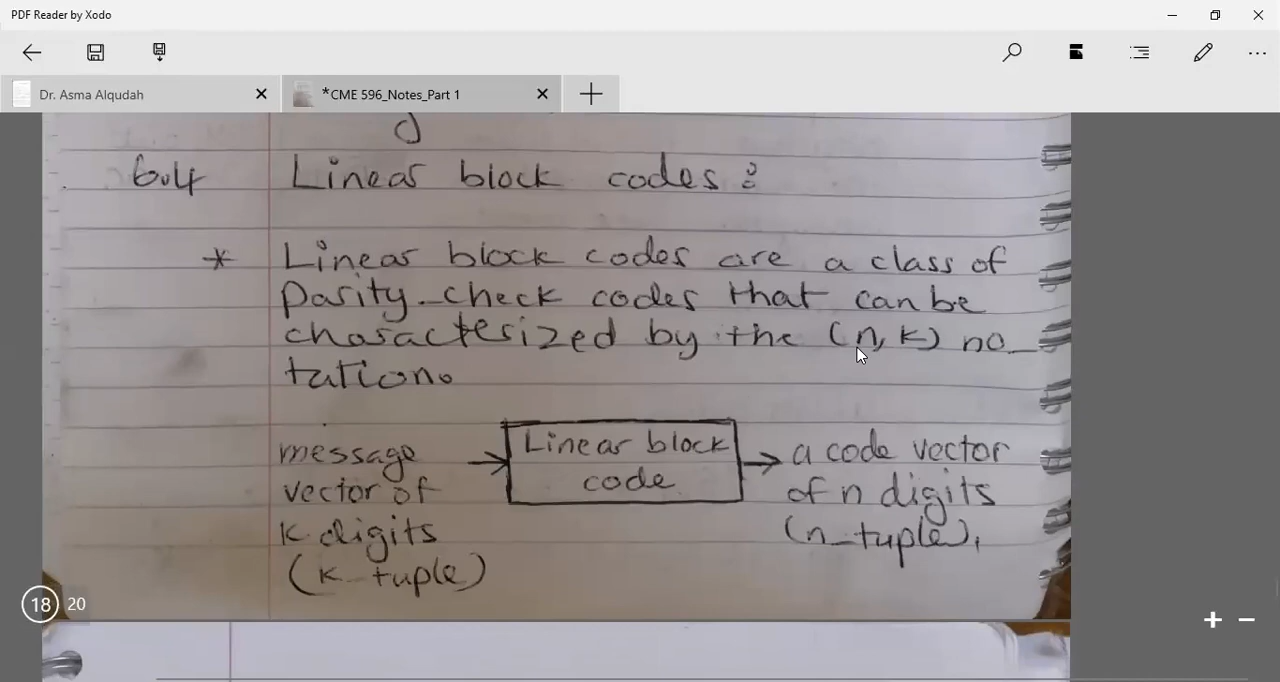 PDF Reader by Xodo
Dr. Asma Alqudah
*CME 596_Notes_Part 1
6.4 Linear block codes:
* Linear block codes are a class of
parity-check codes that can be
characterized by the (n,k) no-
tation.
message
vector of
k digits
(k-tuple)
Linear block
code
a code vector
of n digits
(n-tuple).
18 20